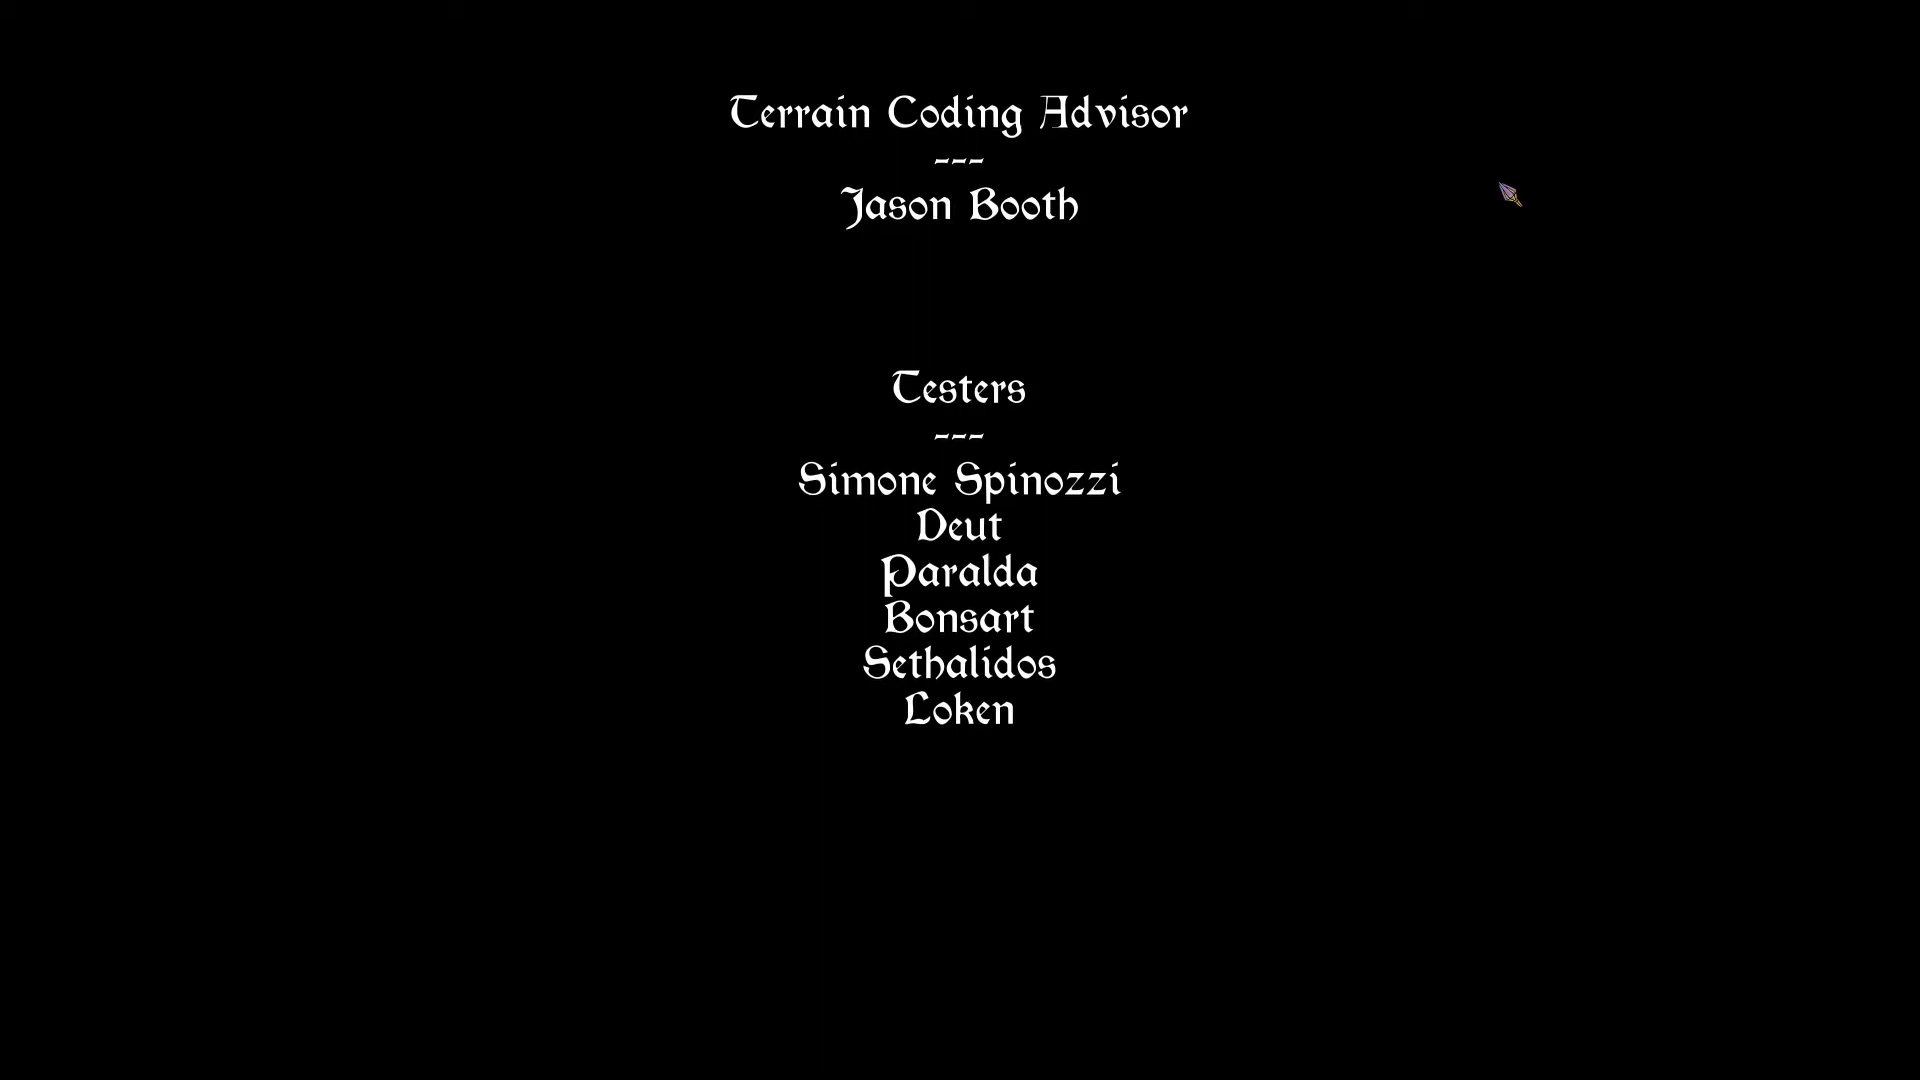 Terrain Coding Advisor
---
Jason Booth
Testers
---
Simone Spinozzi
Deut
Paralda
Bonsart
Sethalidos
Loken